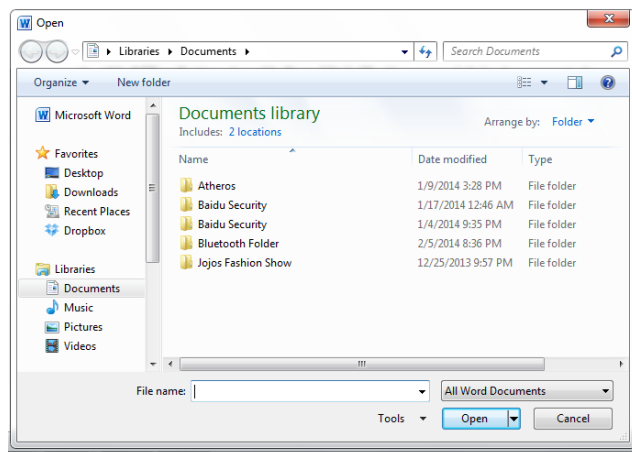 Open
Libraries Documents
Search Documents
Organize New folder
Microsoft Word
Favorites
Desktop
Downloads
Recent Places
Dropbox
Libraries
Documents
Music
Pictures
Videos
Documents library
Includes: 2 locations
Arrange by: Folder
Name Date modified Type
Atheros 1/9/2014 3:28 PM File folder
Baidu Security 1/17/2014 12:46 AM File folder
Baidu Security 1/4/2014 9:35 PM File folder
Bluetooth Folder 2/5/2014 8:36 PM File folder
Jojos Fashion Show 12/25/2013 9:57 PM File folder
File name: All Word Documents
Tools Open Cancel